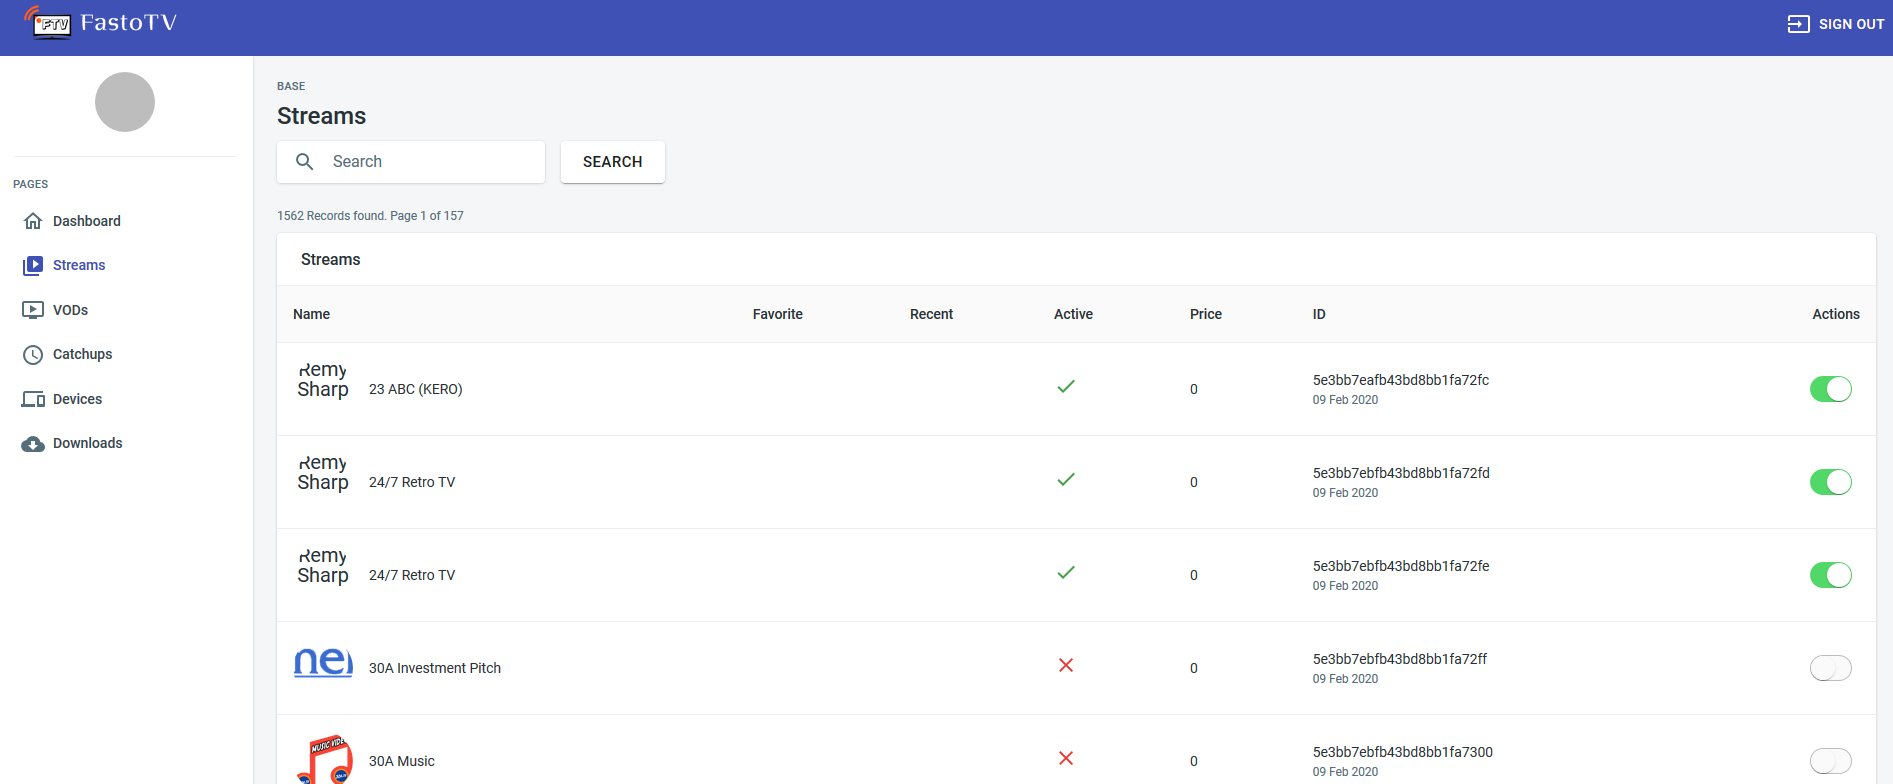 FTV FastoTV
SIGN OUT
PAGES
Dashboard
Streams
VODs
Catchups
Devices
Downloads
BASE
Streams
Search
SEARCH
1562 Records found. Page 1 of 157
Streams
Name Favorite Recent Active Price ID Actions
Remy
Sharp
23 ABC (KERO) 0
5e3bb7eafb43bd8bb1fa72fc
09 Feb 2020
Remy
Sharp
24/7 Retro TV 0
5e3bb7ebfb43bd8bb1fa72fd
09 Feb 2020
Remy
Sharp
24/7 Retro TV 0
5e3bb7ebfb43bd8bb1fa72fe
09 Feb 2020
ne
30A Investment Pitch 0
5e3bb7ebfb43bd8bb1fa72ff
09 Feb 2020
MUSIC VIDE
30A Music 0
5e3bb7ebfb43bd8bb1fa7300
09 Feb 2020